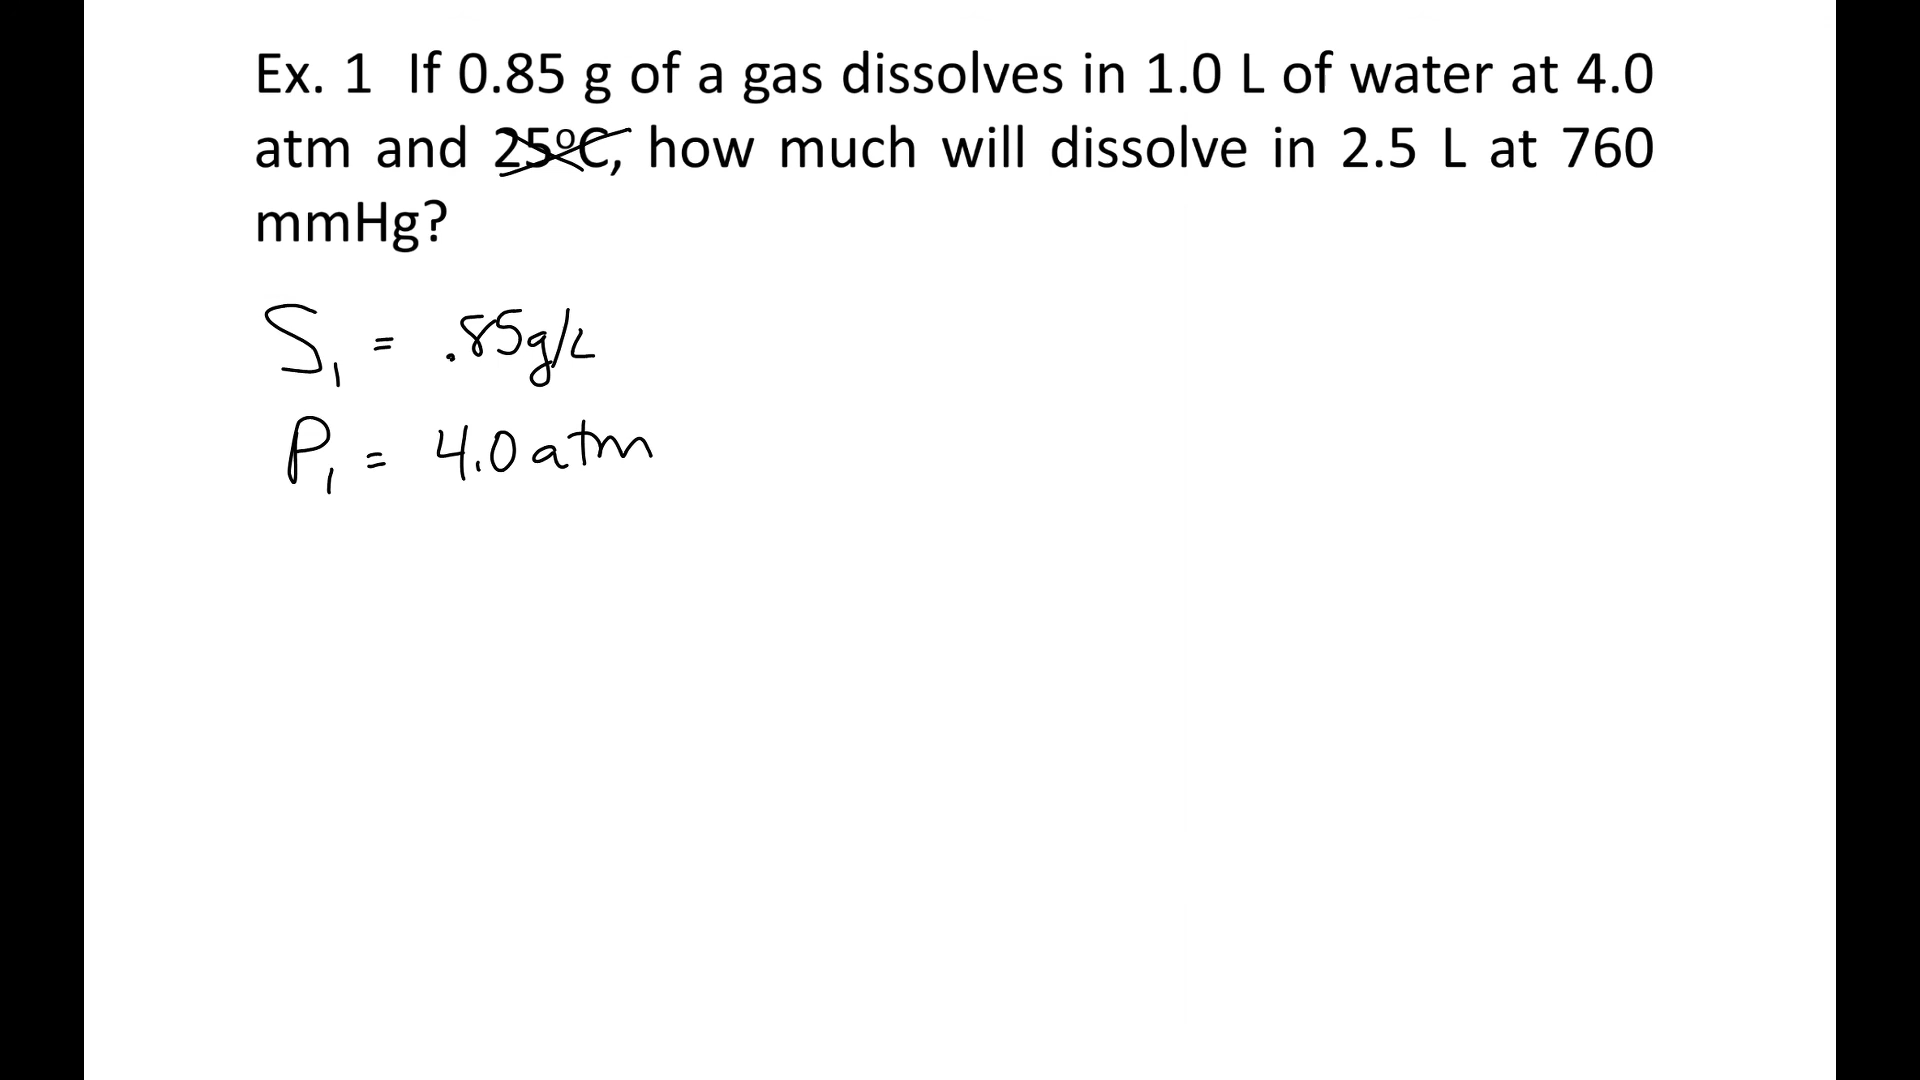 Ex. 1 If 0.85 g of a gas dissolves in 1.0 L of water at 4.0
atm and 25°C, how much will dissolve in 2.5 L at 760
mmHg?
S₁ = .85g/L
P₁ = 4.0 atm